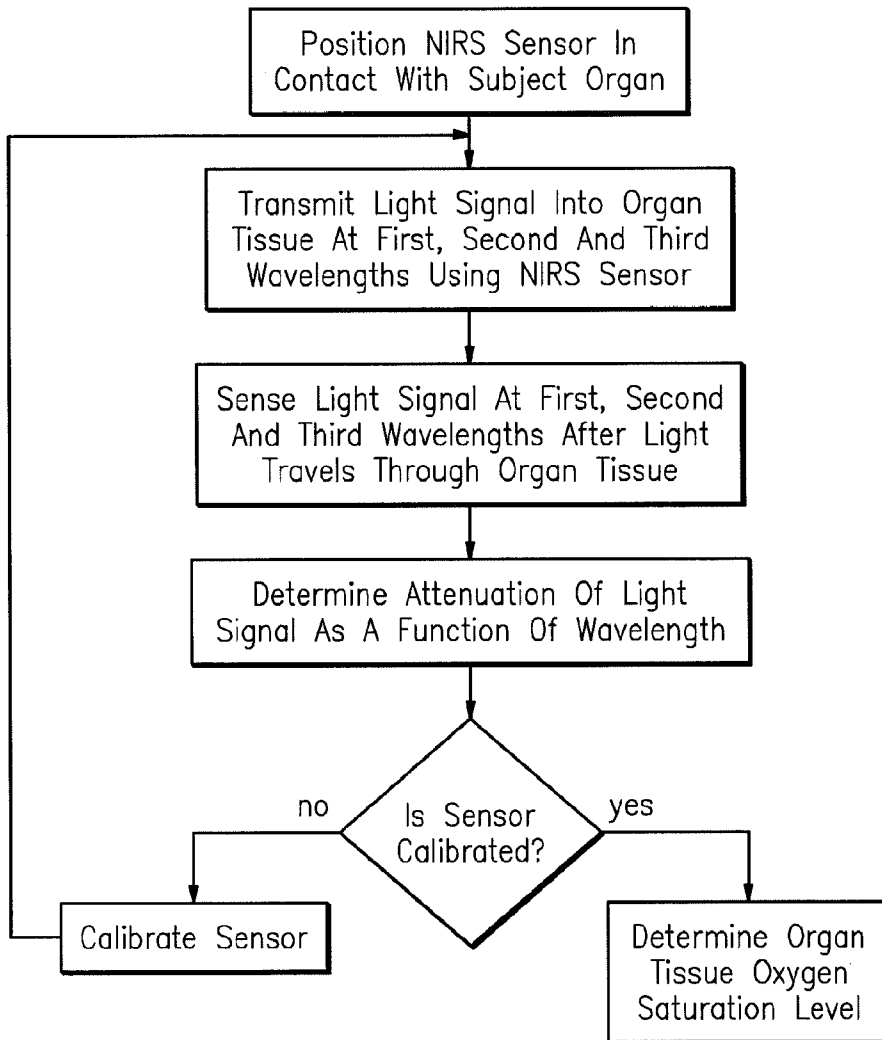 Position NIRS Sensor In
Contact With Subject Organ
Transmit Light Signal Into Organ
Tissue At First, Second And Third
Wavelengths Using NIRS Sensor
Sense Light Signal At First, Second
And Third Wavelengths After Light
Travels Through Organ Tissue
Determine Attenuation Of Light
Signal As A Function Of Wavelength
Is Sensor
Calibrated?
no
yes
Calibrate Sensor
Determine Organ
Tissue Oxygen
Saturation Level